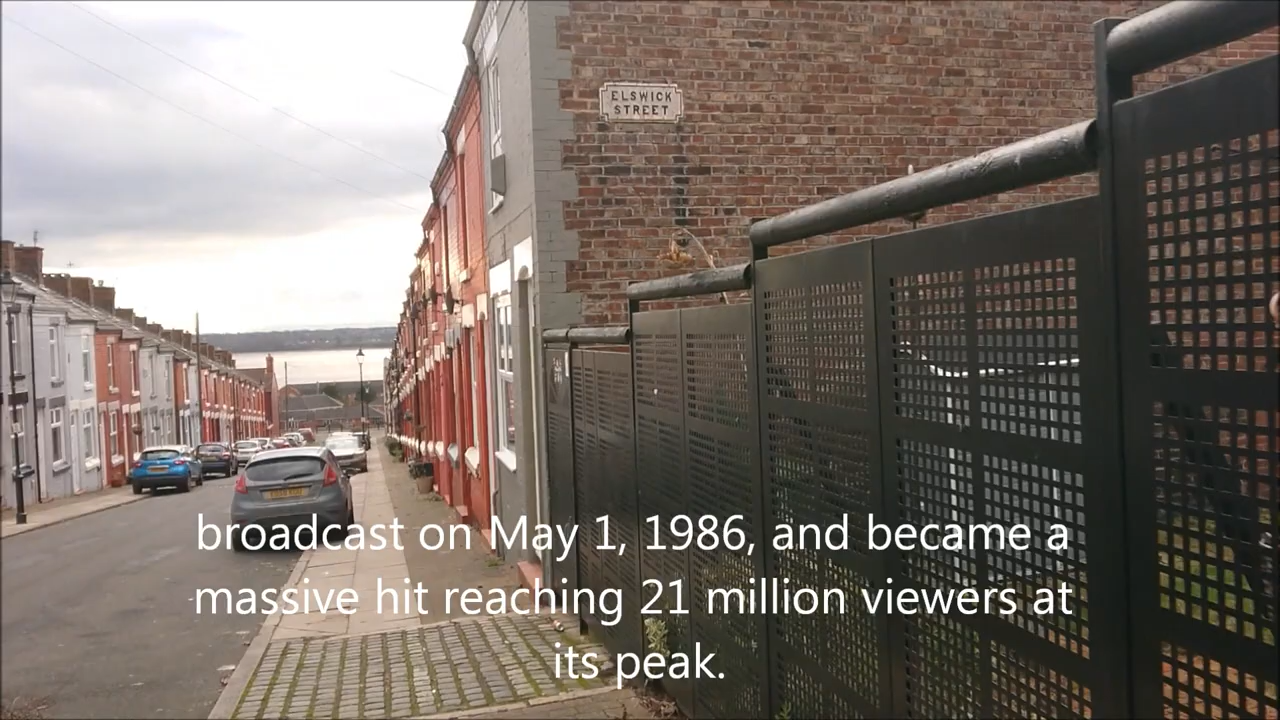 ELSWICK
STREET
broadcast on May 1, 1986, and became a
massive hit reaching 21 million viewers at
its peak.